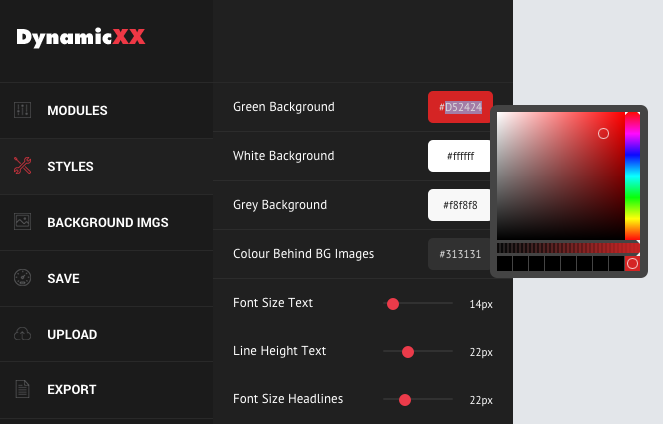 DynamicXX
MODULES
STYLES
BACKGROUND IMGS
SAVE
UPLOAD
EXPORT
Green Background #D52424
White Background #ffffff
Grey Background #f8f8f8
Colour Behind BG Images #313131
Font Size Text 14px
Line Height Text 22px
Font Size Headlines 22px